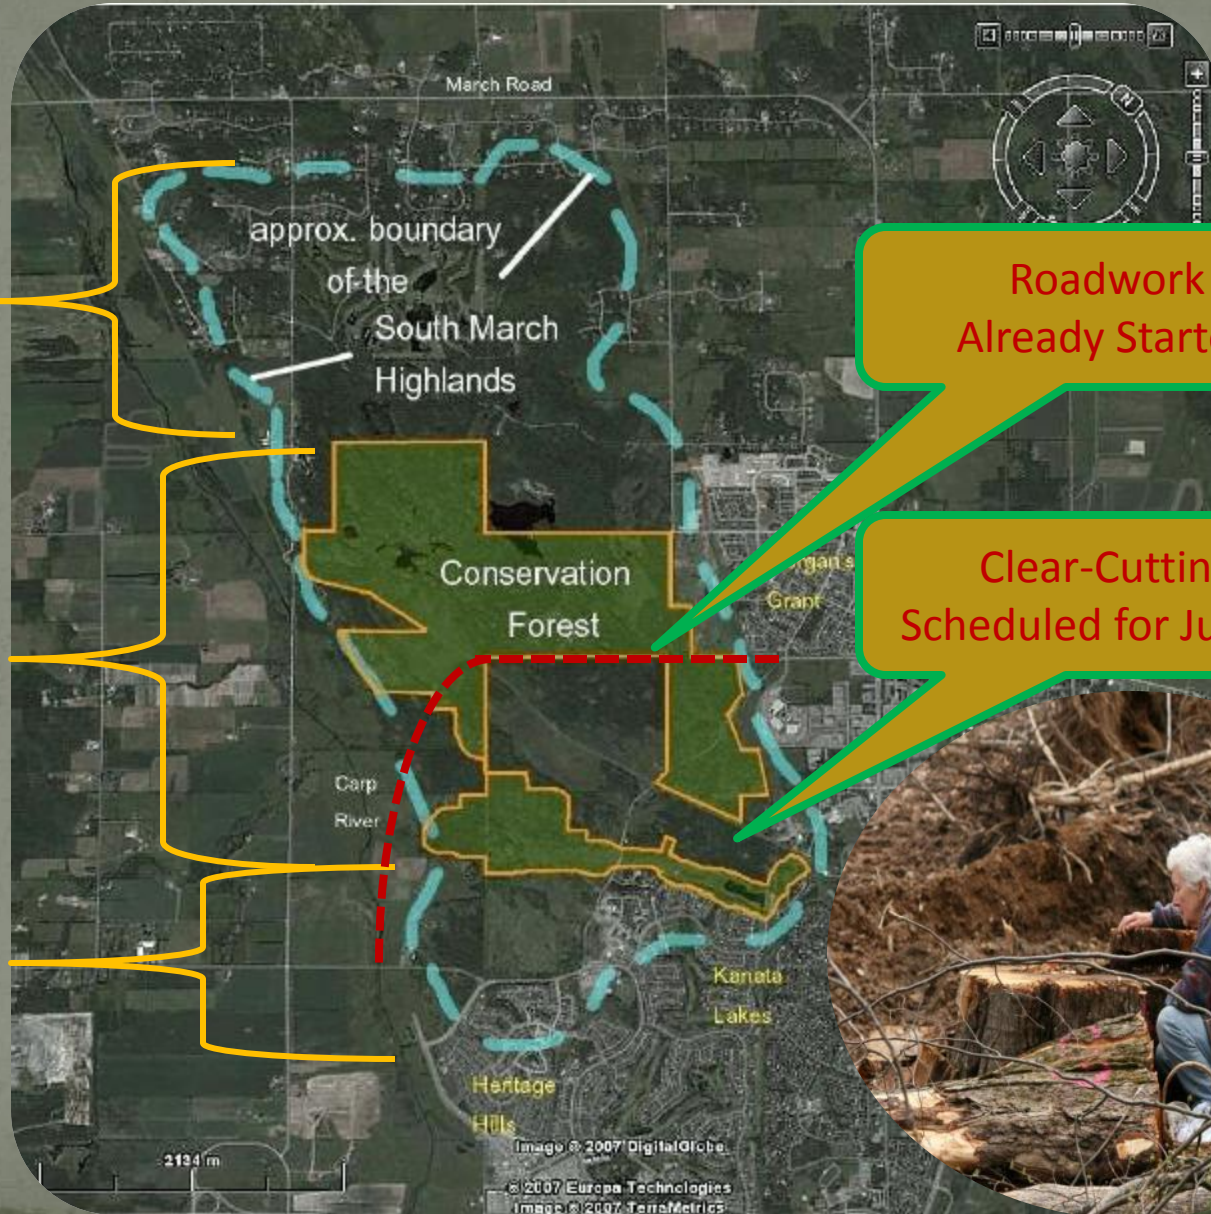 March Road
N
approx. boundary
of the
South March
Highlands
Roadwork
Already Starte
Conservation
Forest
Grant
Clear-Cuttin
Scheduled for Ju
Carp
River
Kanata
Lakes
Heritage
Hills
2134 m
Image © 2007 DigitalGlobe
© 2007 Europa Technologies
Image © 2007 TerraMetrics